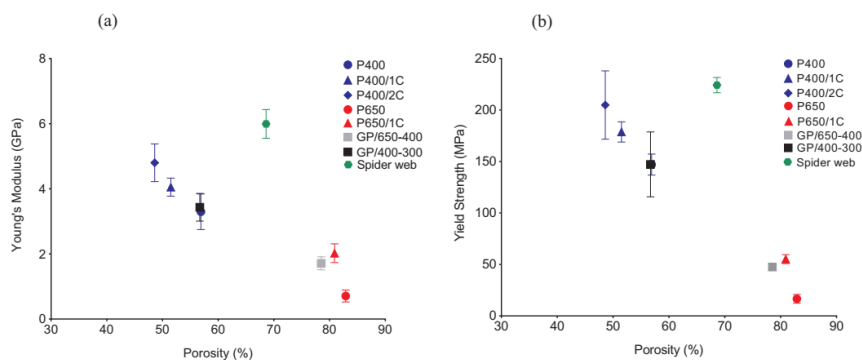 (a)
8
6
4
2
0
30
40
50
60
70
80
90
Young's Modulus (GPa)
Porosity (%)
P400
P400/1C
P400/2C
P650
P650/1C
GP/650-400
GP/400-300
Spider web
(b)
250
200
150
100
50
0
30
40
50
60
70
80
90
Yield Strength (MPa)
Porosity (%)
P400
P400/1C
P400/2C
P650
P650/1C
GP/650-400
GP/400-300
Spider web